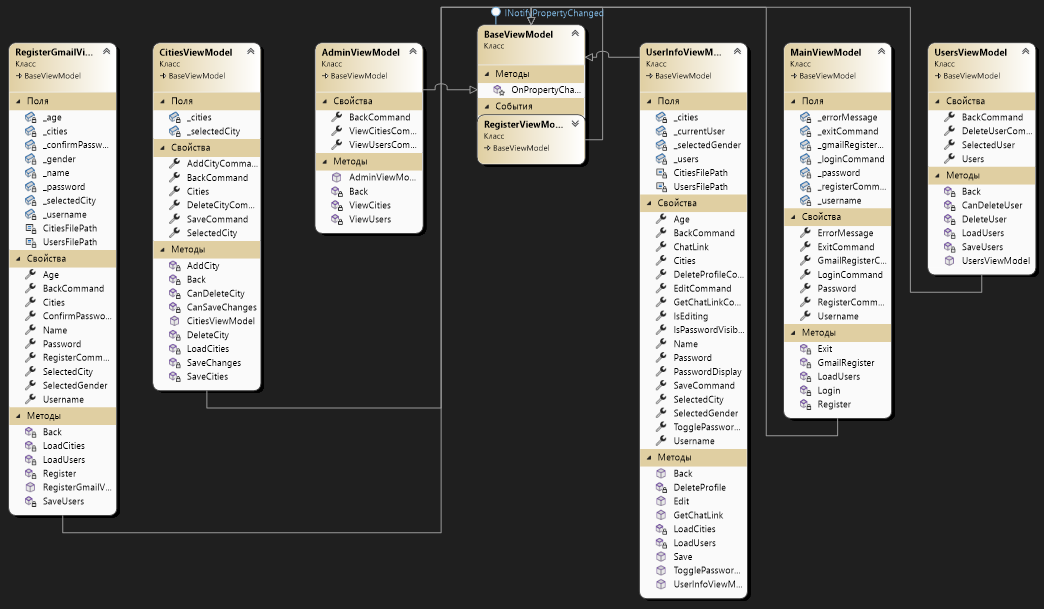 INotifyPropertyChanged
RegisterGmailVi...
Класс
BaseViewModel
Поля
_age
_cities
_confirmPassw...
_gender
_name
_password
_selectedCity
_username
CitiesFilePath
UsersFilePath
Свойства
Age
BackCommand
Cities
ConfirmPasswo...
Name
Password
RegisterComm...
SelectedCity
SelectedGender
Username
Методы
Back
LoadCities
LoadUsers
Register
RegisterGmailV...
SaveUsers
CitiesViewModel
Класс
BaseViewModel
Поля
_cities
_selectedCity
Свойства
AddCityComma...
BackCommand
Cities
DeleteCityCom...
SaveCommand
SelectedCity
Методы
AddCity
Back
CanDeleteCity
CanSaveChanges
CitiesViewModel
DeleteCity
LoadCities
SaveChanges
SaveCities
AdminViewModel
Класс
BaseViewModel
Свойства
BackCommand
ViewCitiesCom...
ViewUsersCom...
Методы
AdminViewMo...
Back
ViewCities
ViewUsers
BaseViewModel
Класс
Методы
OnPropertyCha...
События
RegisterViewMo...
Класс
BaseViewModel
UserInfoViewM...
Класс
BaseViewModel
Поля
_cities
_currentUser
_selectedGender
_users
CitiesFilePath
UsersFilePath
Свойства
Age
BackCommand
ChatLink
Cities
DeleteProfileCo...
EditCommand
GetChatLinkCo...
IsEditing
IsPasswordVisib...
Name
Password
PasswordDisplay
SaveCommand
SelectedCity
SelectedGender
TogglePasswor...
Username
Методы
Back
DeleteProfile
Edit
GetChatLink
LoadCities
LoadUsers
Save
TogglePasswor...
UserInfoViewM...
MainViewModel
Класс
BaseViewModel
Поля
_errorMessage
_exitCommand
_gmailRegister...
_loginCommand
_password
_registerComm...
_username
Свойства
ErrorMessage
ExitCommand
GmailRegisterC...
LoginCommand
Password
RegisterComm...
Username
Методы
Exit
GmailRegister
LoadUsers
Login
Register
UsersViewModel
Класс
BaseViewModel
Свойства
BackCommand
DeleteUserCom...
SelectedUser
Users
Методы
Back
CanDeleteUser
DeleteUser
LoadUsers
SaveUsers
UsersViewModel